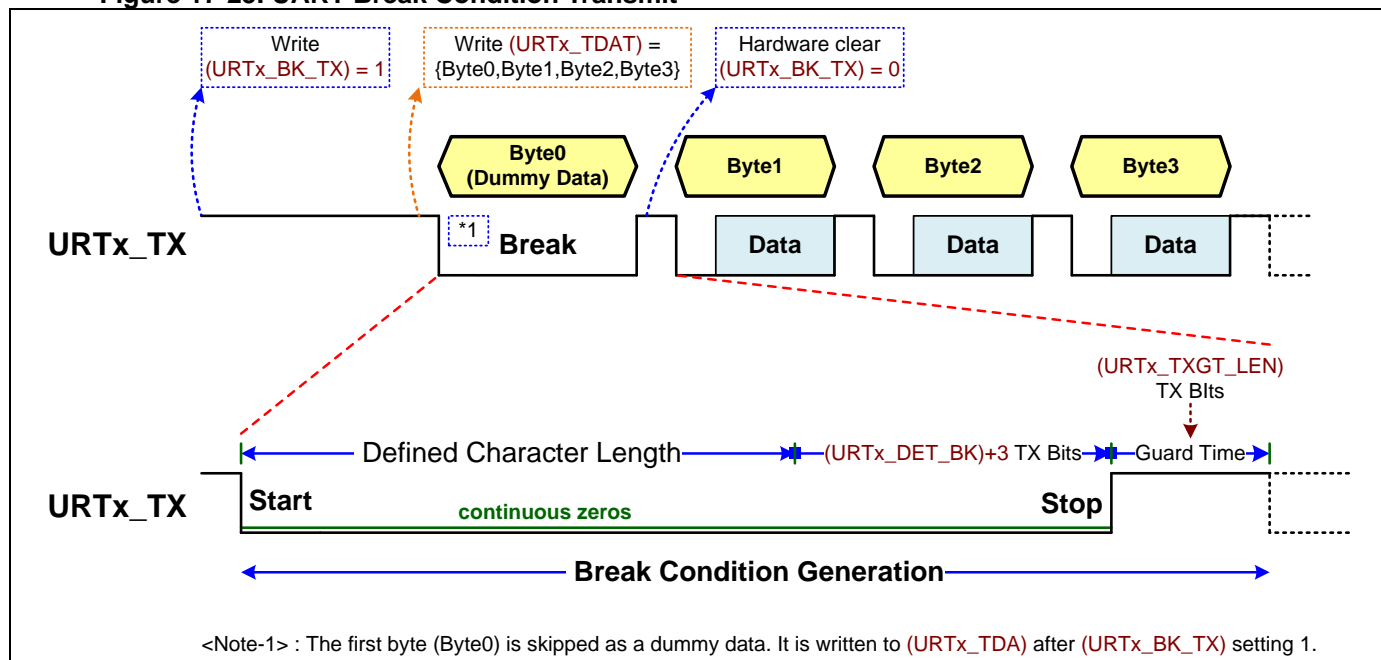 Figure 17-25. UART Break Condition Transmit
Write
(URTx_BK_TX) = 1
Write (URTx_TDAT) =
{Byte0,Byte1,Byte2,Byte3}
Hardware clear
(URTx_BK_TX) = 0
Byte0
(Dummy Data)
Byte1
Byte2
Byte3
URTx_TX
*1
Break
Data
Data
Data
(URTx_TXGT_LEN)
TX BIts
Defined Character Length
(URTx_DET_BK)+3 TX Bits
Guard Time
URTx_TX
Start
continuous zeros
Stop
Break Condition Generation
<Note-1> : The first byte (Byte0) is skipped as a dummy data. It is written to (URTx_TDA) after (URTx_BK_TX) setting 1.